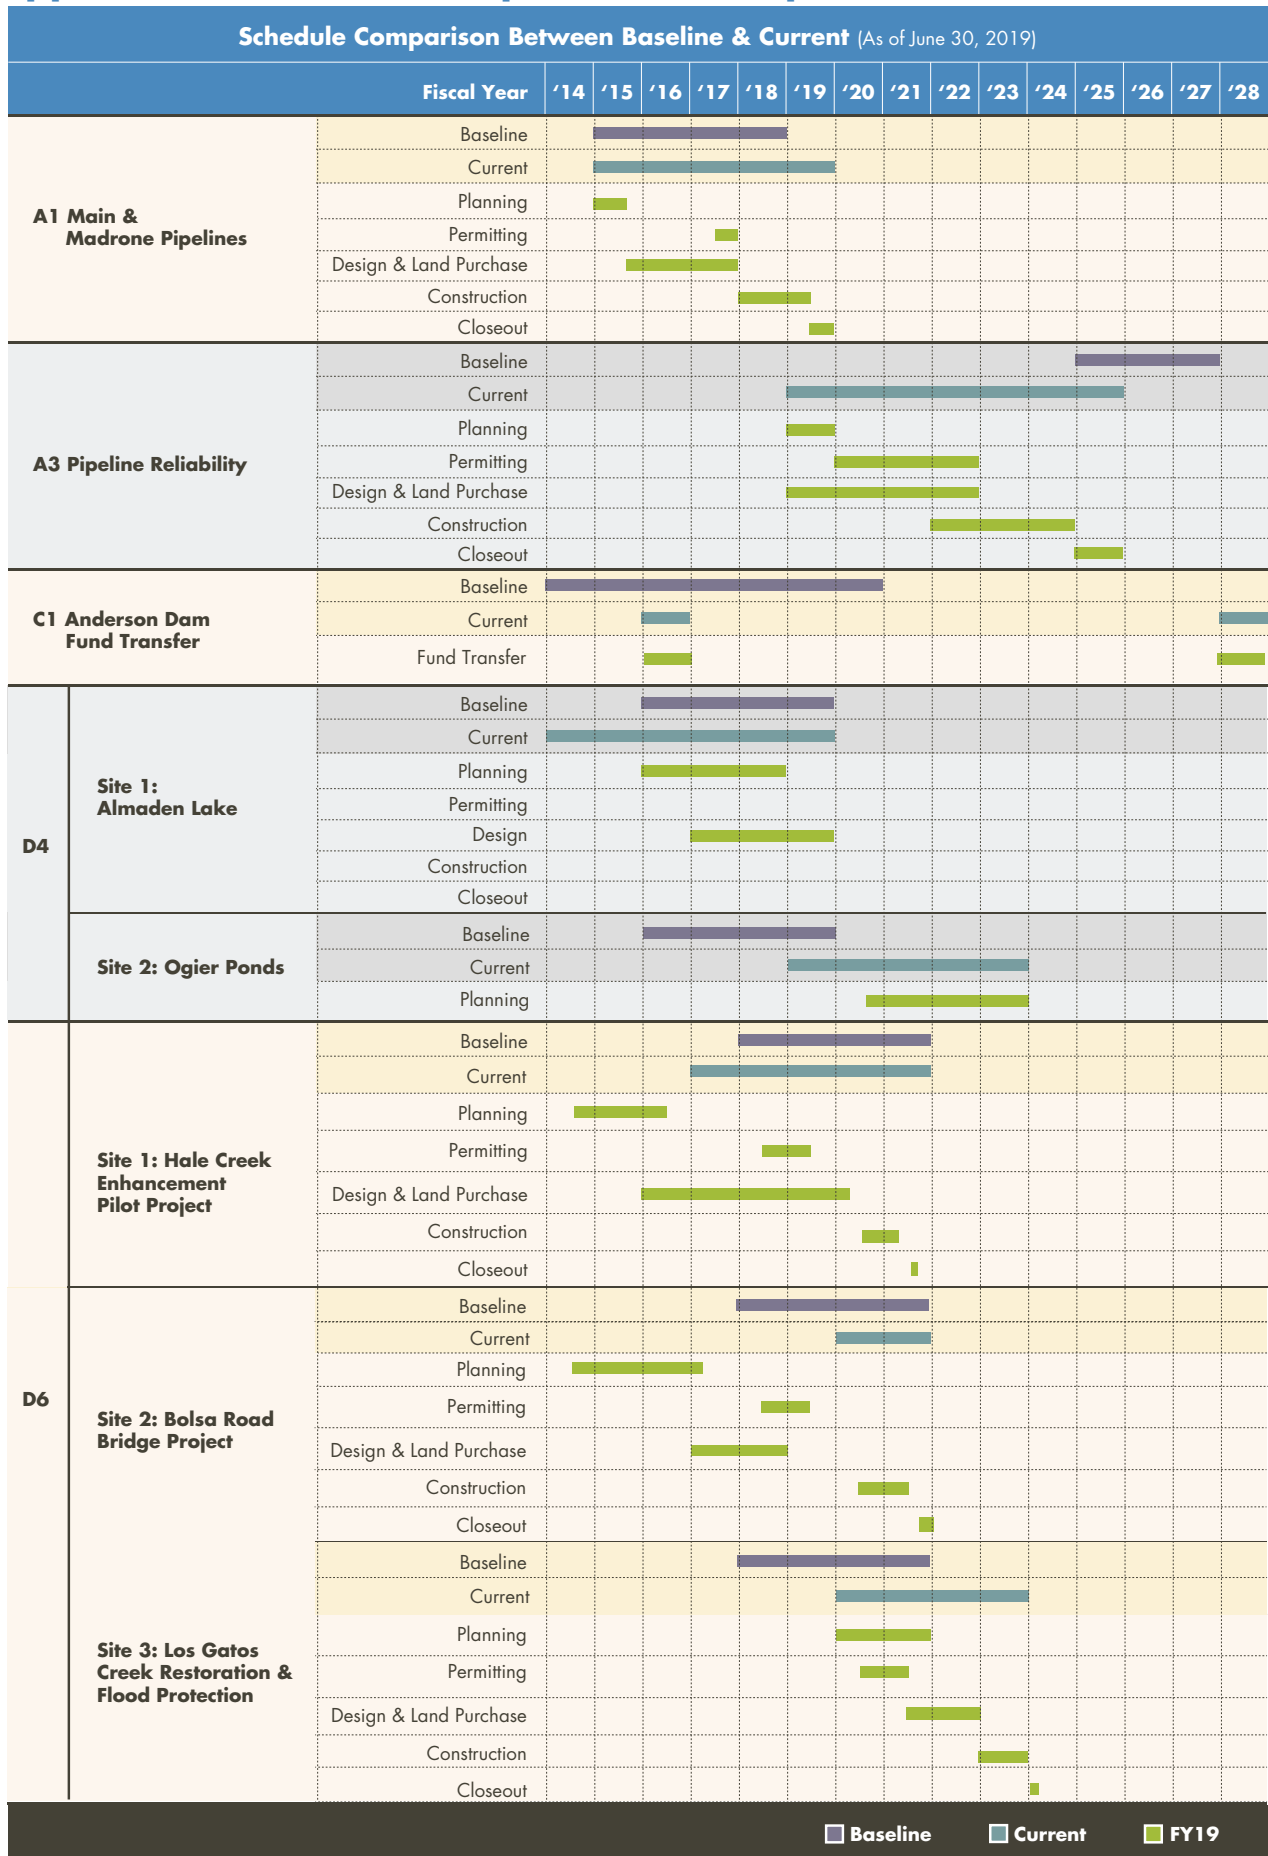 Schedule Comparison Between Baseline & Current (As of June 30, 2019)
Fiscal Year ‘14 ‘15 ‘16 ‘17 ‘18 ‘19 ‘20 ‘21 ‘22 ‘23 ‘24 ‘25 ‘26 ‘27 ‘28
A1 Main &
Madrone Pipelines
Baseline
Current
Planning
Permitting
Design & Land Purchase
Construction
Closeout
A3 Pipeline Reliability
Baseline
Current
Planning
Permitting
Design & Land Purchase
Construction
Closeout
C1 Anderson Dam
Fund Transfer
Baseline
Current
Fund Transfer
D4
Site 1:
Almaden Lake
Baseline
Current
Planning
Permitting
Design
Construction
Closeout
Site 2: Ogier Ponds
Baseline
Current
Planning
D6
Site 1: Hale Creek
Enhancement
Pilot Project
Baseline
Current
Planning
Permitting
Design & Land Purchase
Construction
Closeout
Site 2: Bolsa Road
Bridge Project
Baseline
Current
Planning
Permitting
Design & Land Purchase
Construction
Closeout
Site 3: Los Gatos
Creek Restoration &
Flood Protection
Baseline
Current
Planning
Permitting
Design & Land Purchase
Construction
Closeout
Baseline Current FY19